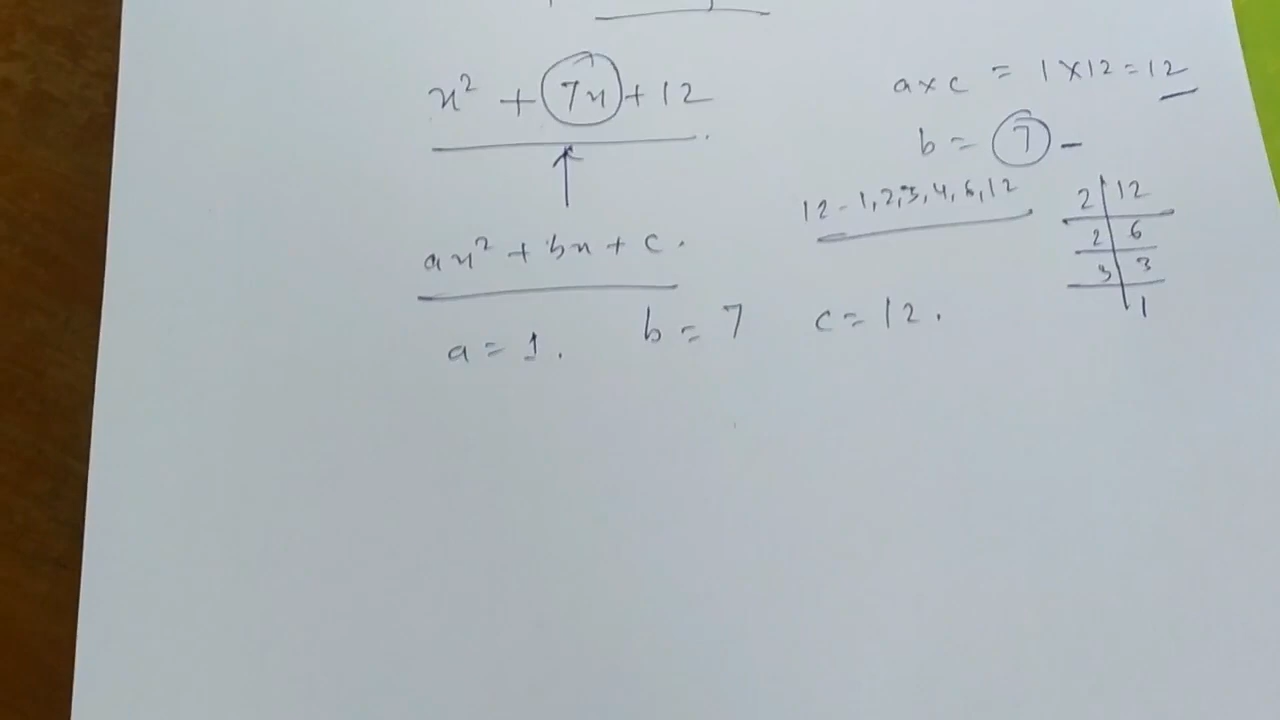 x² + 7x + 12
a × c = 1 × 12 = 12
b = 7 -
12 - 1, 2, 3, 4, 6, 12
2 | 12
2 | 6
3 | 3
1
ax² + bx + c.
a = 1. b = 7 c = 12.